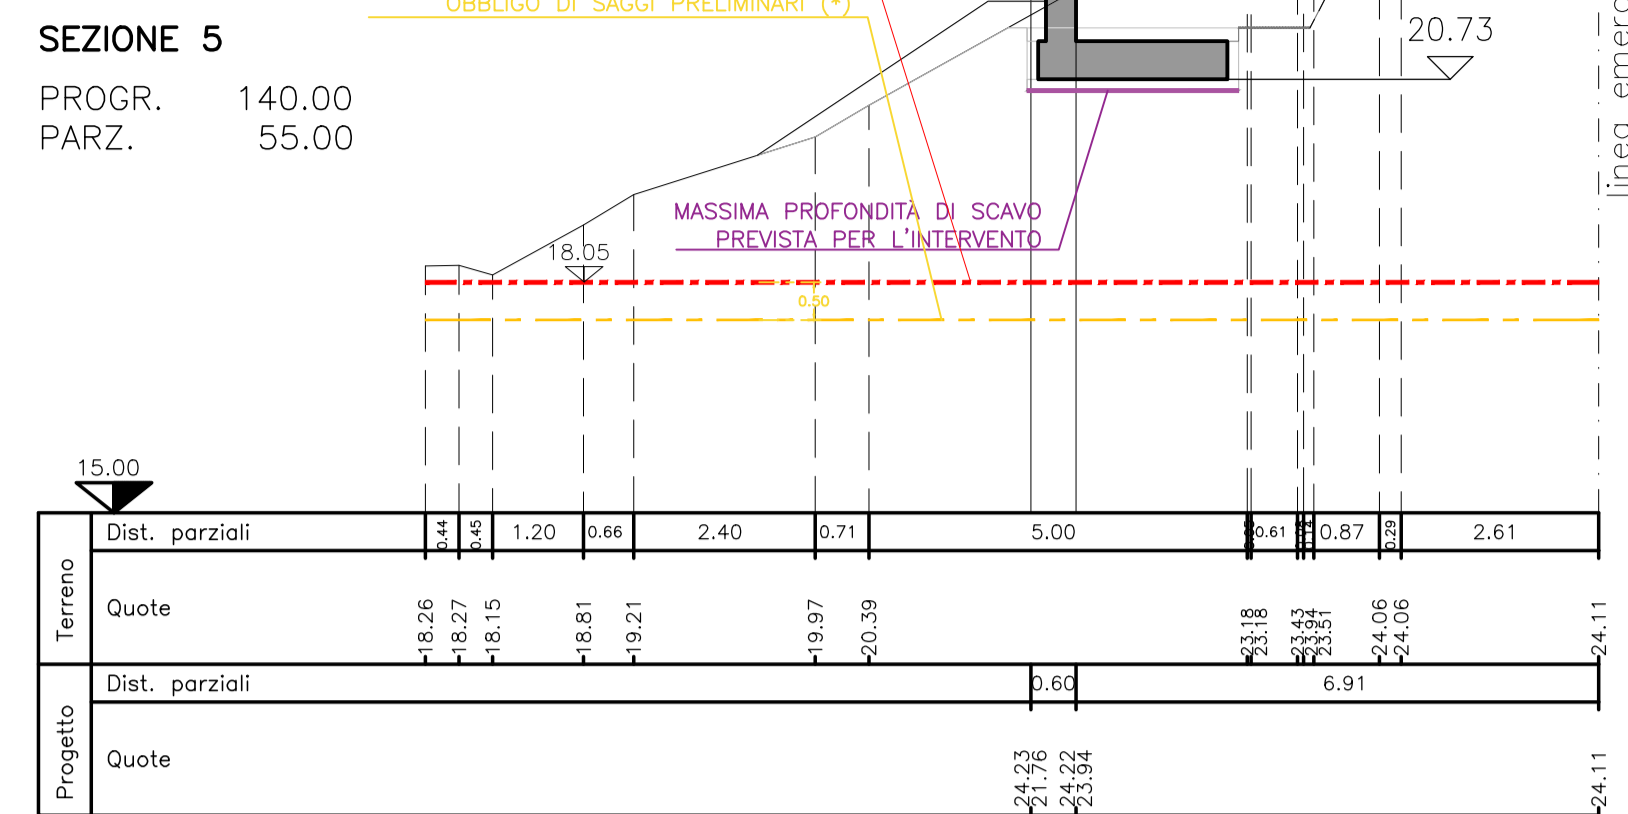 OBBLIGO DI SAGGI PRELIMINARI (*)
SEZIONE 5
PROGR. 140.00
PARZ. 55.00
20.73
linea
MASSIMA PROFONDITÀ DI SCAVO
PREVISTA PER L'INTERVENTO
18.05
0.50
15.00
Terreno
Dist. parziali
0.44 0.45 1.20 0.66 2.40 0.71 5.00 0.61 0.14 0.87 0.29 2.61
Quote
18.26 18.27 18.15 18.81 19.21 19.97 20.39 23.18 23.18 23.43 23.94 23.51 24.06 24.06 24.11
Progetto
Dist. parziali
0.60 6.91
Quote
24.23 21.76 24.22 23.94 24.11